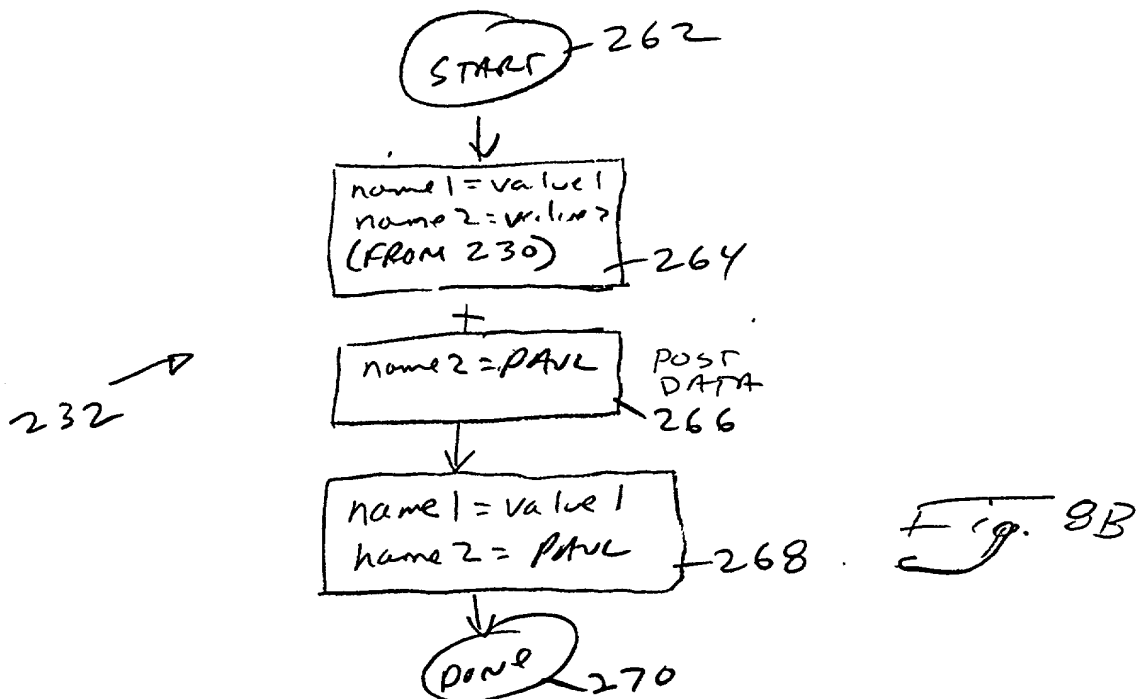 START
262
name1 = value1
name2 = value2
(FROM 230)
264
+
name2 = PAUL
POST
DATA
266
232
name1 = value1
name2 = PAUL
268
Fig. 8B
DONE
270